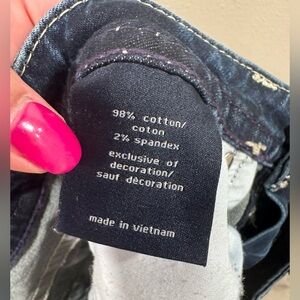 98% cotton/
coton
2% spandex
exclusive of
decoration/
sauf décoration
made in vietnam